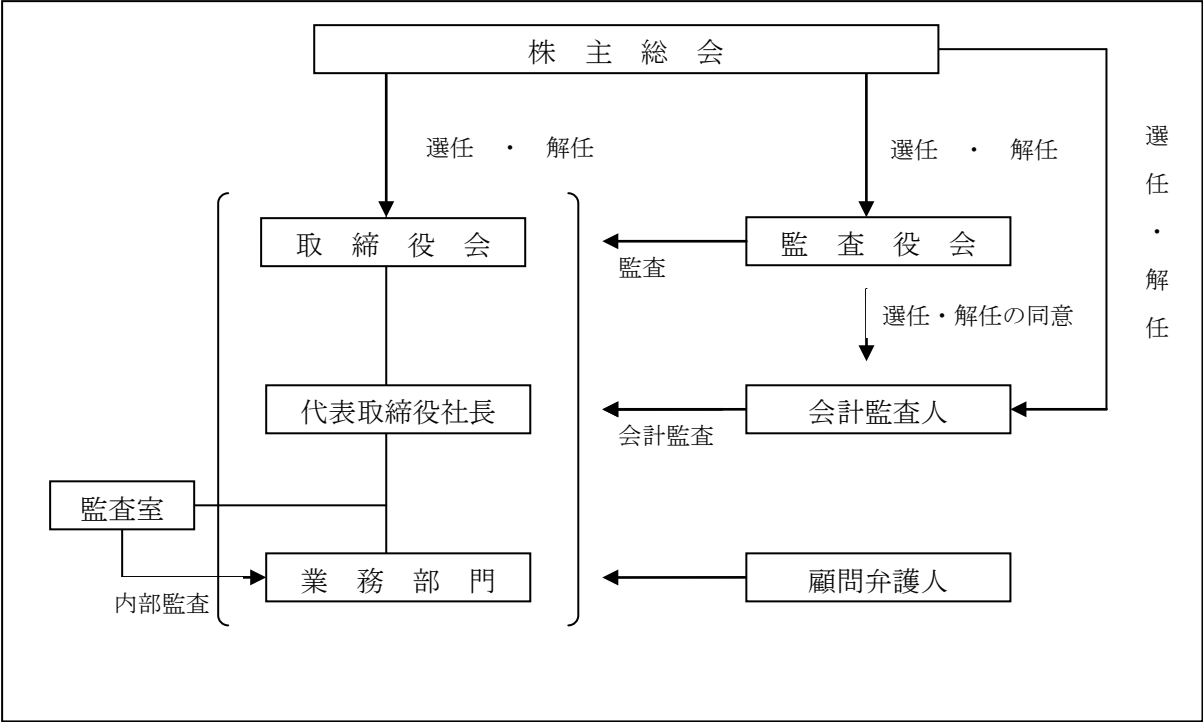 株 主 総 会
選任 ・ 解任
選任 ・ 解任
選任・解任
取 締 役 会
監 査 役 会
監査
選任・解任の同意
代表取締役社長
会計監査人
会計監査
監査室
業 務 部 門
顧問弁護人
内部監査